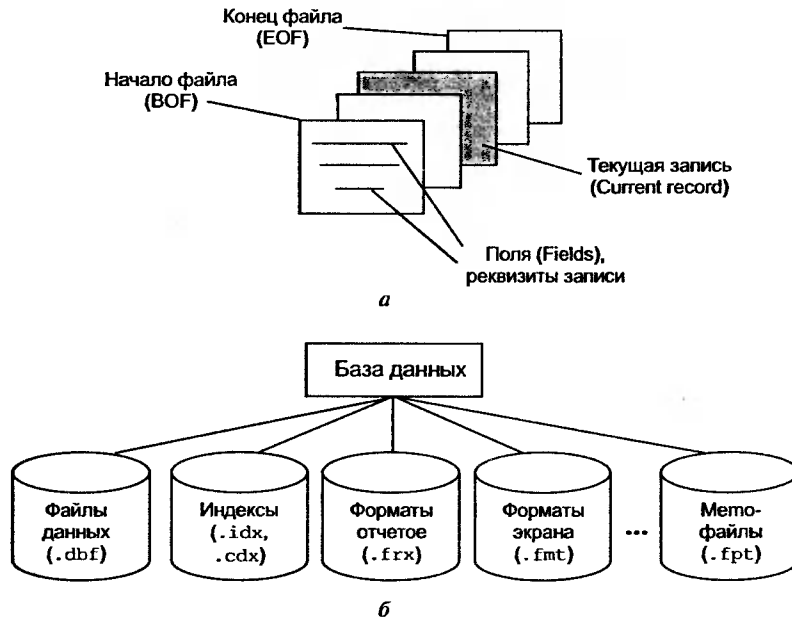 Конец файла
(EOF)
Начало файла
(BOF)
Текущая запись
(Current record)
Поля (Fields),
реквизиты записи
а
База данных
Файлы
данных
(.dbf)
Индексы
(.idx,
.cdx)
Форматы
отчетое
(.frx)
Форматы
экрана
(.fmt)
...
Memo-
файлы
(.fpt)
б